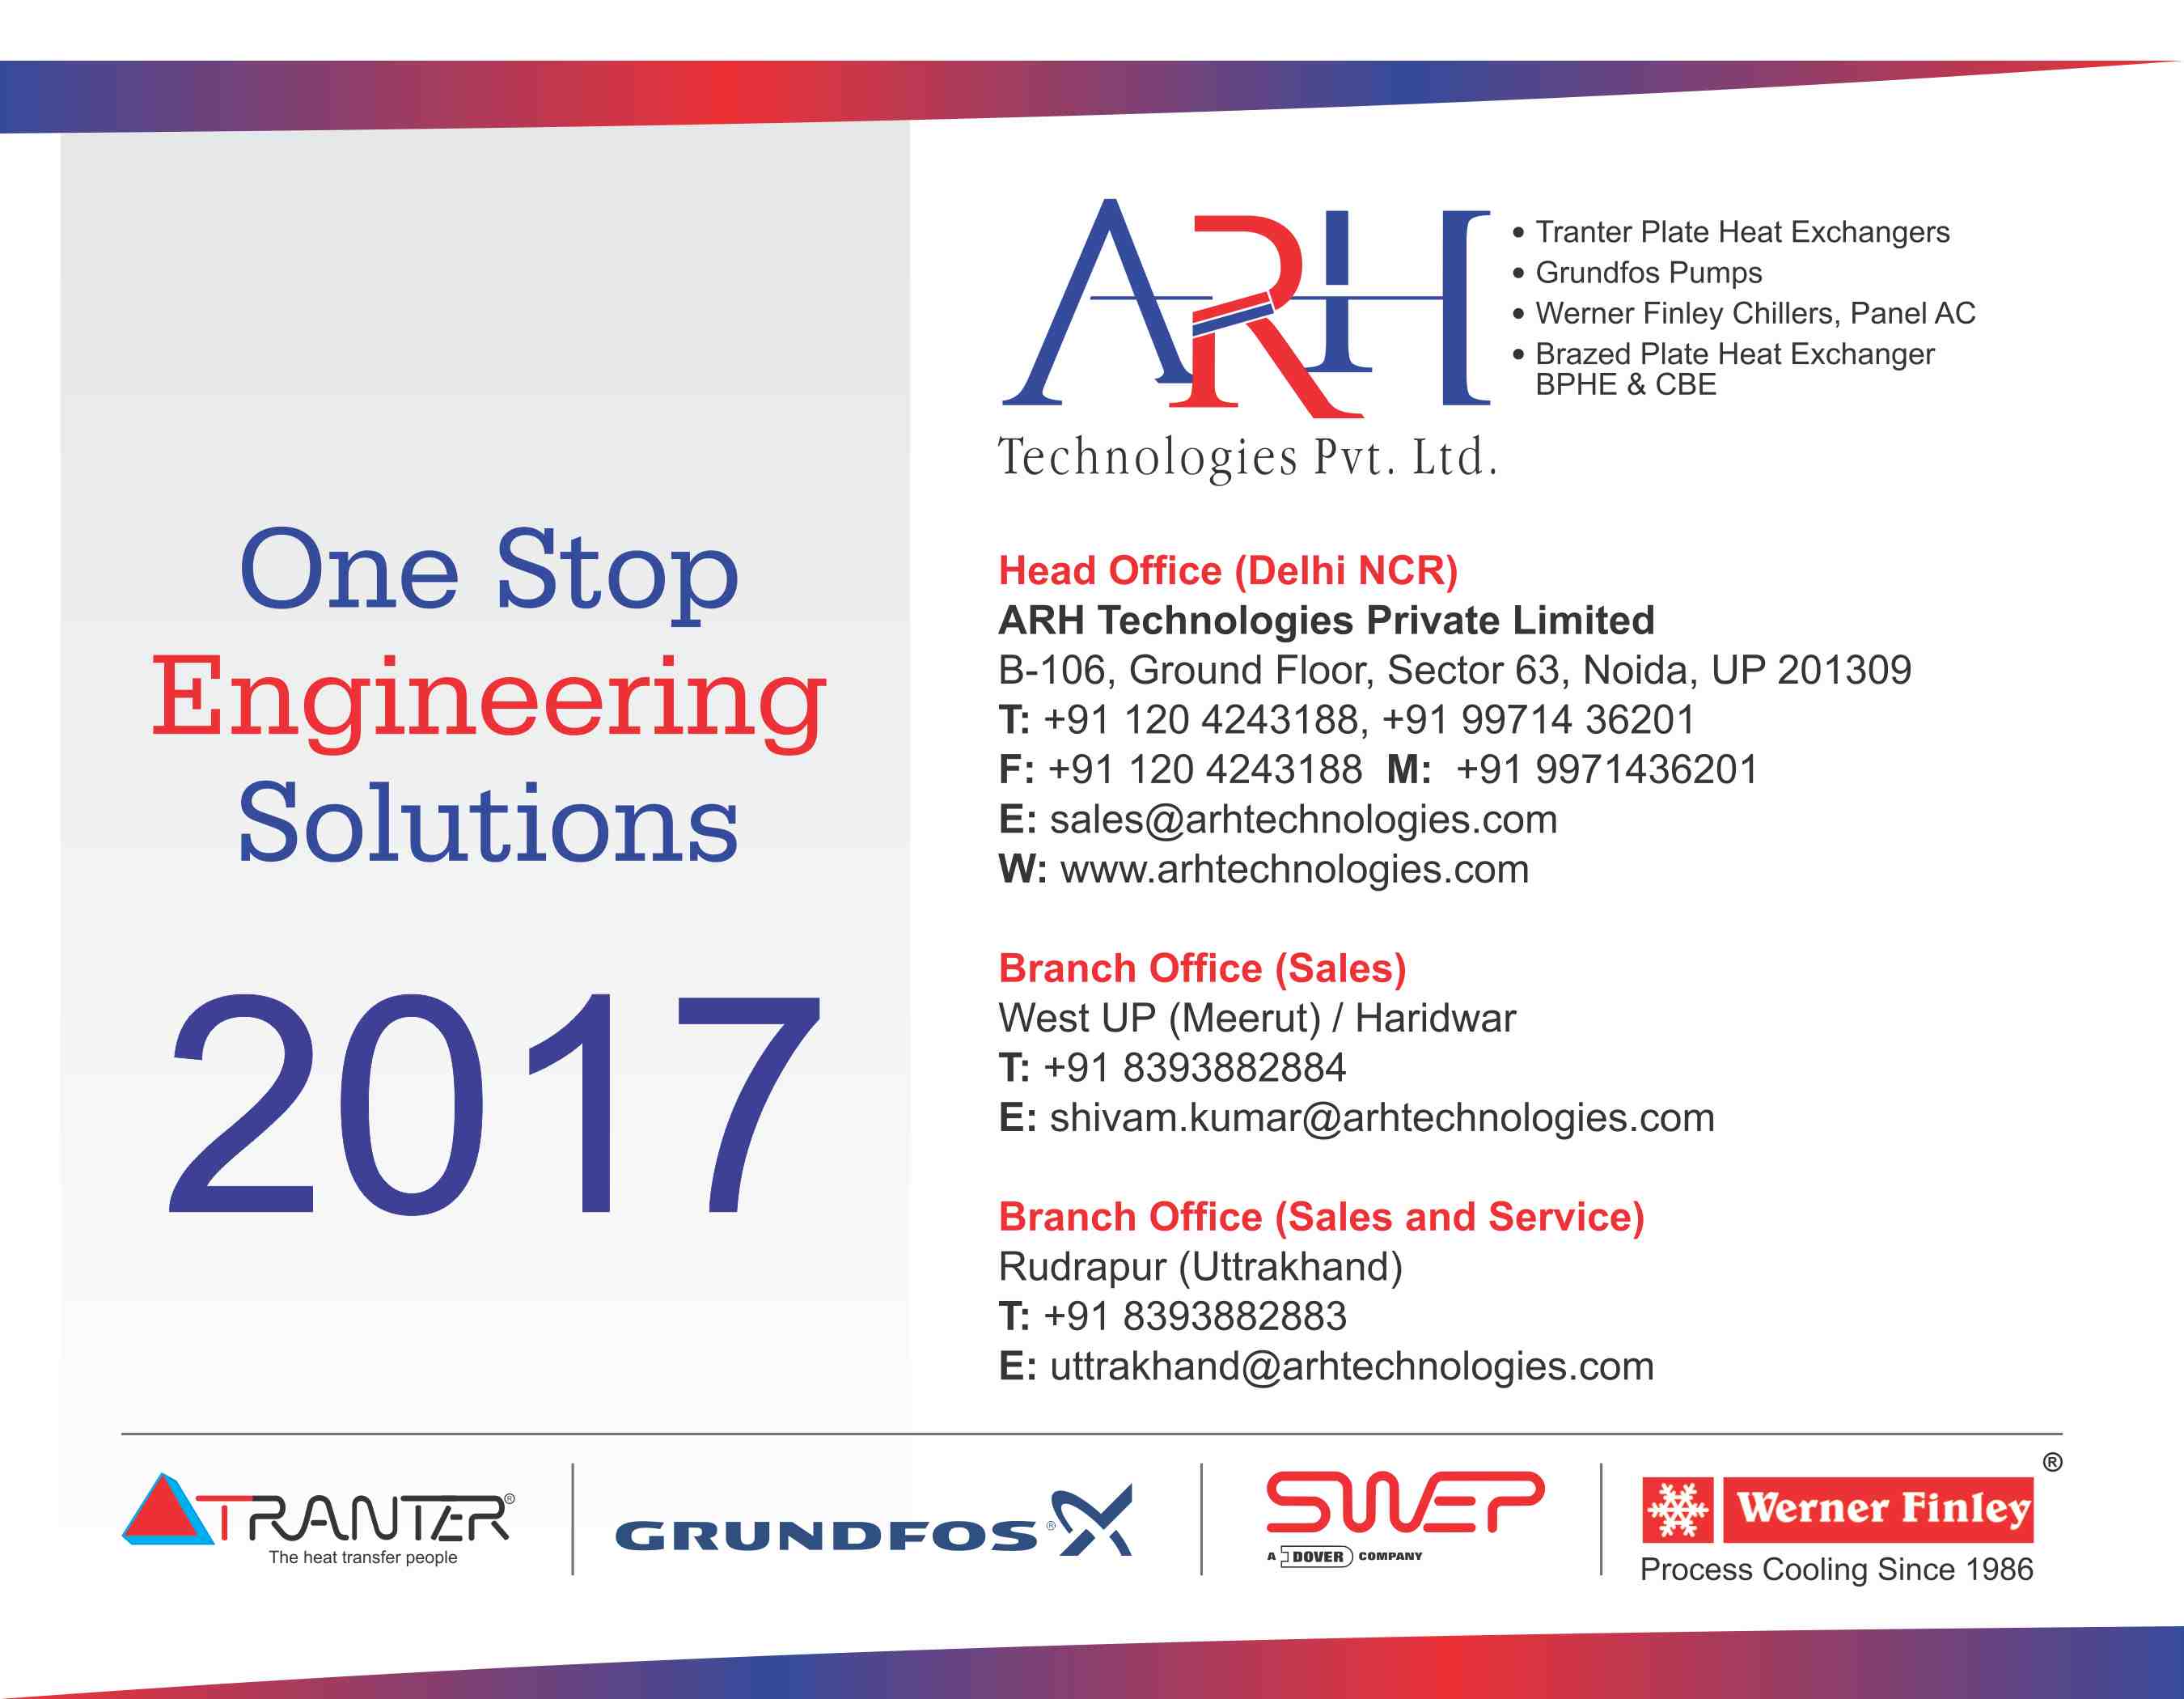 One Stop
Engineering
Solutions
2017
ARH
Technologies Pvt. Ltd.
• Tranter Plate Heat Exchangers
• Grundfos Pumps
• Werner Finley Chillers, Panel AC
• Brazed Plate Heat Exchanger
BPHE & CBE
Head Office (Delhi NCR)
ARH Technologies Private Limited
B-106, Ground Floor, Sector 63, Noida, UP 201309
T: +91 120 4243188, +91 99714 36201
F: +91 120 4243188 M: +91 9971436201
E: sales@arhtechnologies.com
W: www.arhtechnologies.com
Branch Office (Sales)
West UP (Meerut) / Haridwar
T: +91 8393882884
E: shivam.kumar@arhtechnologies.com
Branch Office (Sales and Service)
Rudrapur (Uttrakhand)
T: +91 8393882883
E: uttrakhand@arhtechnologies.com
TRANTER®
The heat transfer people
GRUNDFOS®
SWEP
A DOVER COMPANY
Werner Finley®
Process Cooling Since 1986